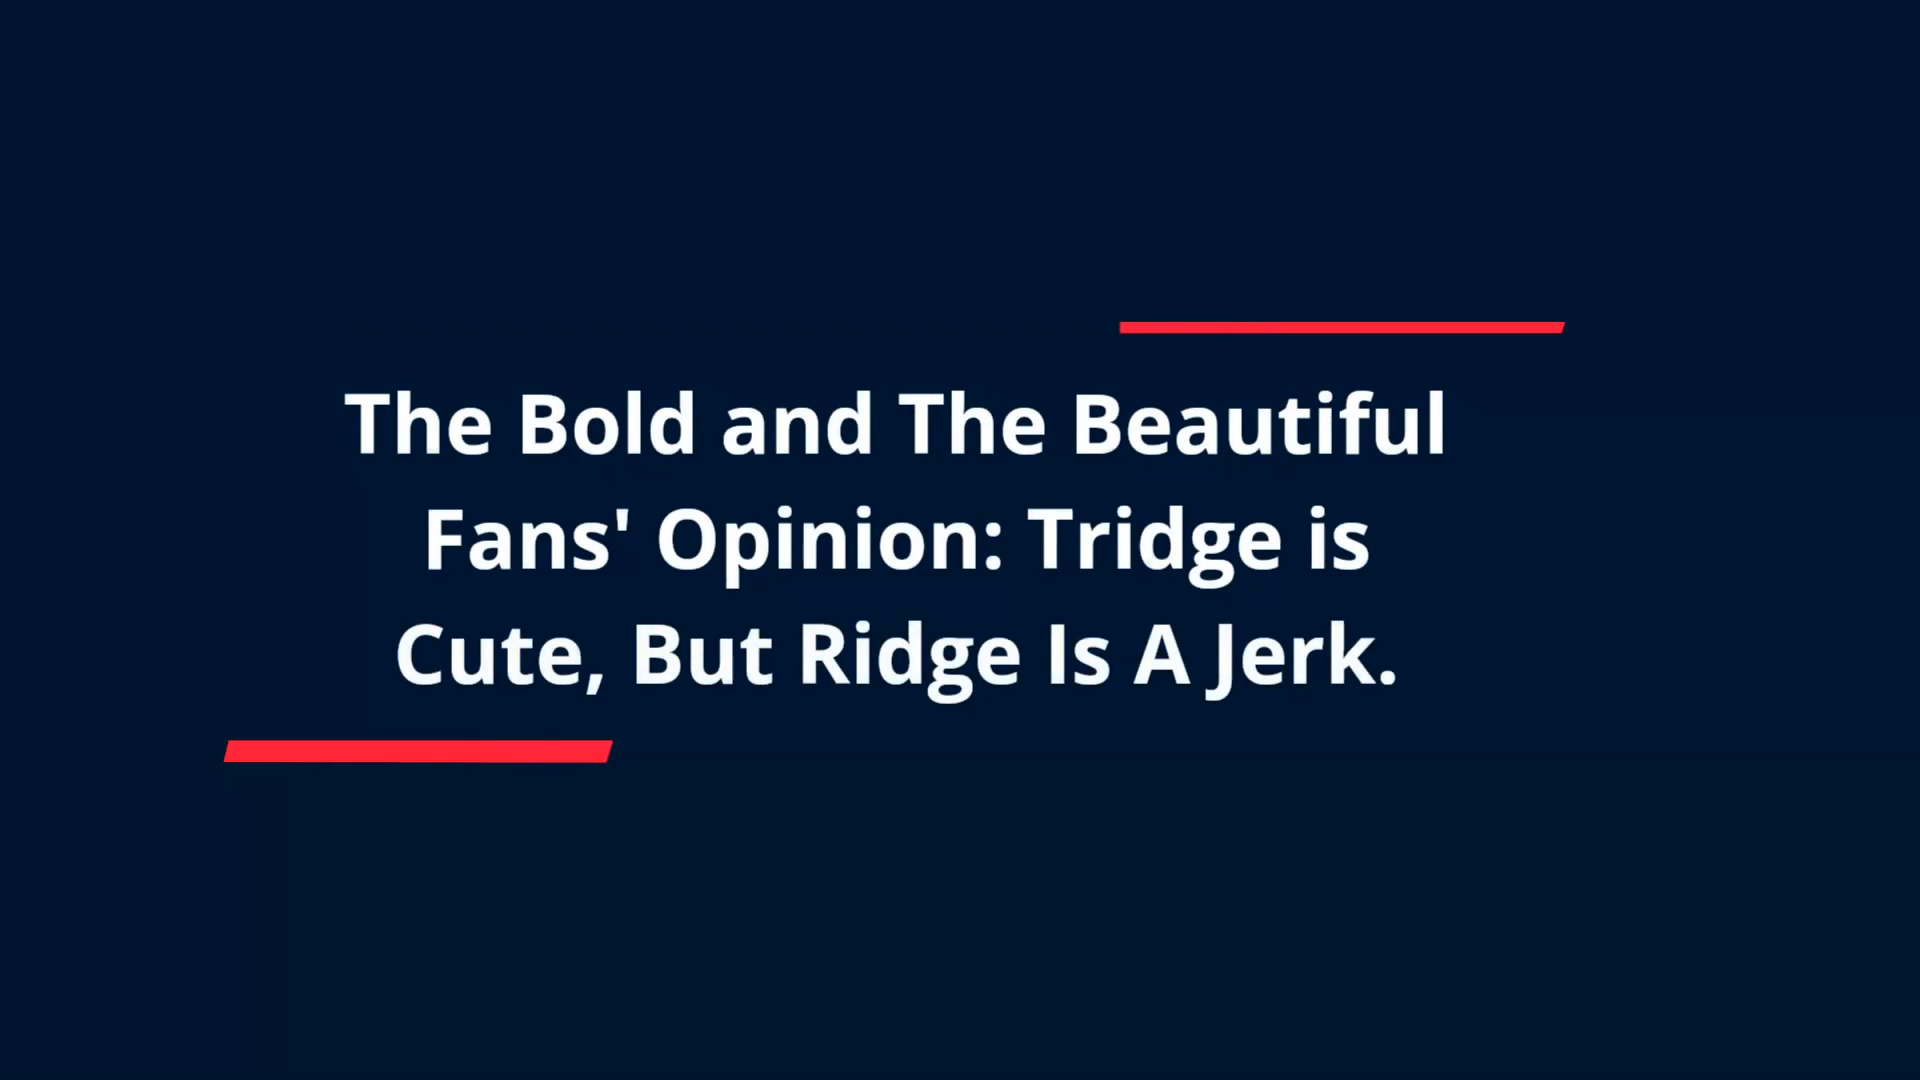 The Bold and The Beautiful
Fans' Opinion: Tridge is
Cute, But Ridge Is A Jerk.